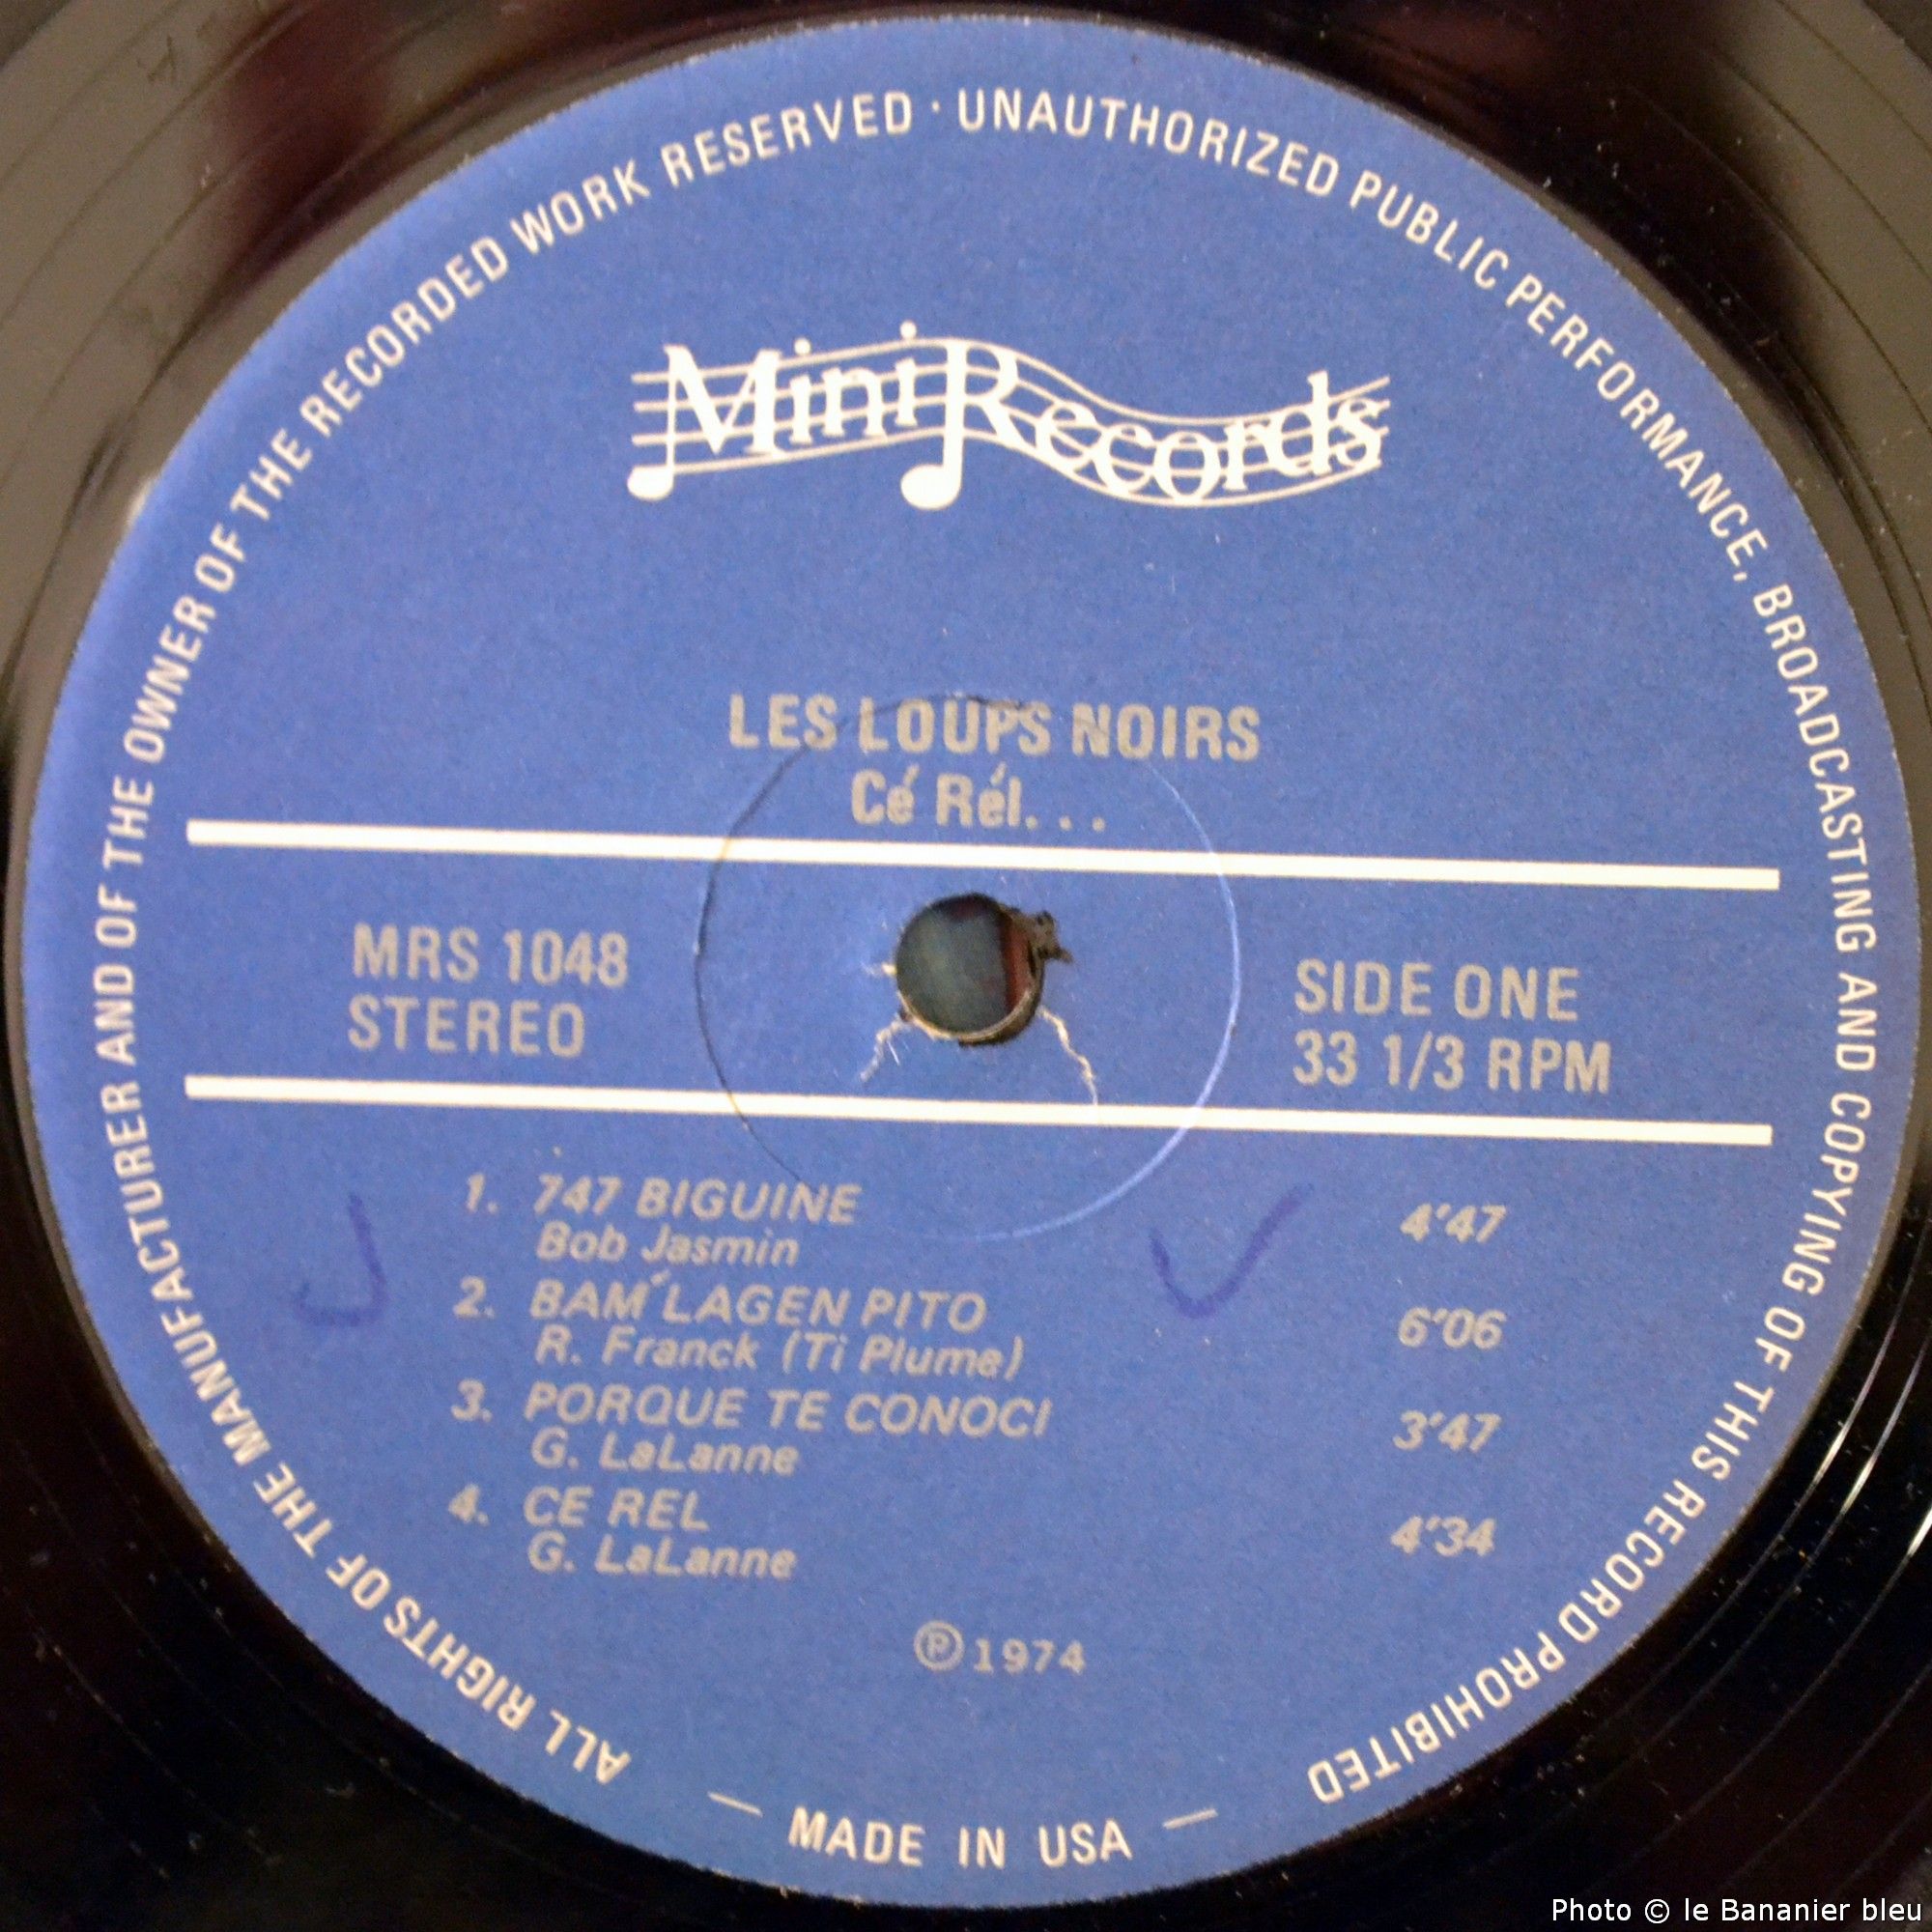 ALL RIGHTS OF THE MANUFACTURER AND OF THE OWNER OF THE RECORDED WORK RESERVED · UNAUTHORIZED PUBLIC PERFORMANCE, BROADCASTING AND COPYING OF THIS RECORD PROHIBITED
Mini Records
LES LOUPS NOIRS
Cé Rél. . .
MRS 1048
STEREO
SIDE ONE
33 1/3 RPM
1. 747 BIGUINE 4'47
Bob Jasmin
2. BAM'LAGEN PITO 6'06
R. Franck (Ti Plume)
3. PORQUE TE CONOCI 3'47
G. LaLanne
4. CE REL 4'34
G. LaLanne
℗ 1974
— MADE IN USA —
Photo © le Bananier bleu